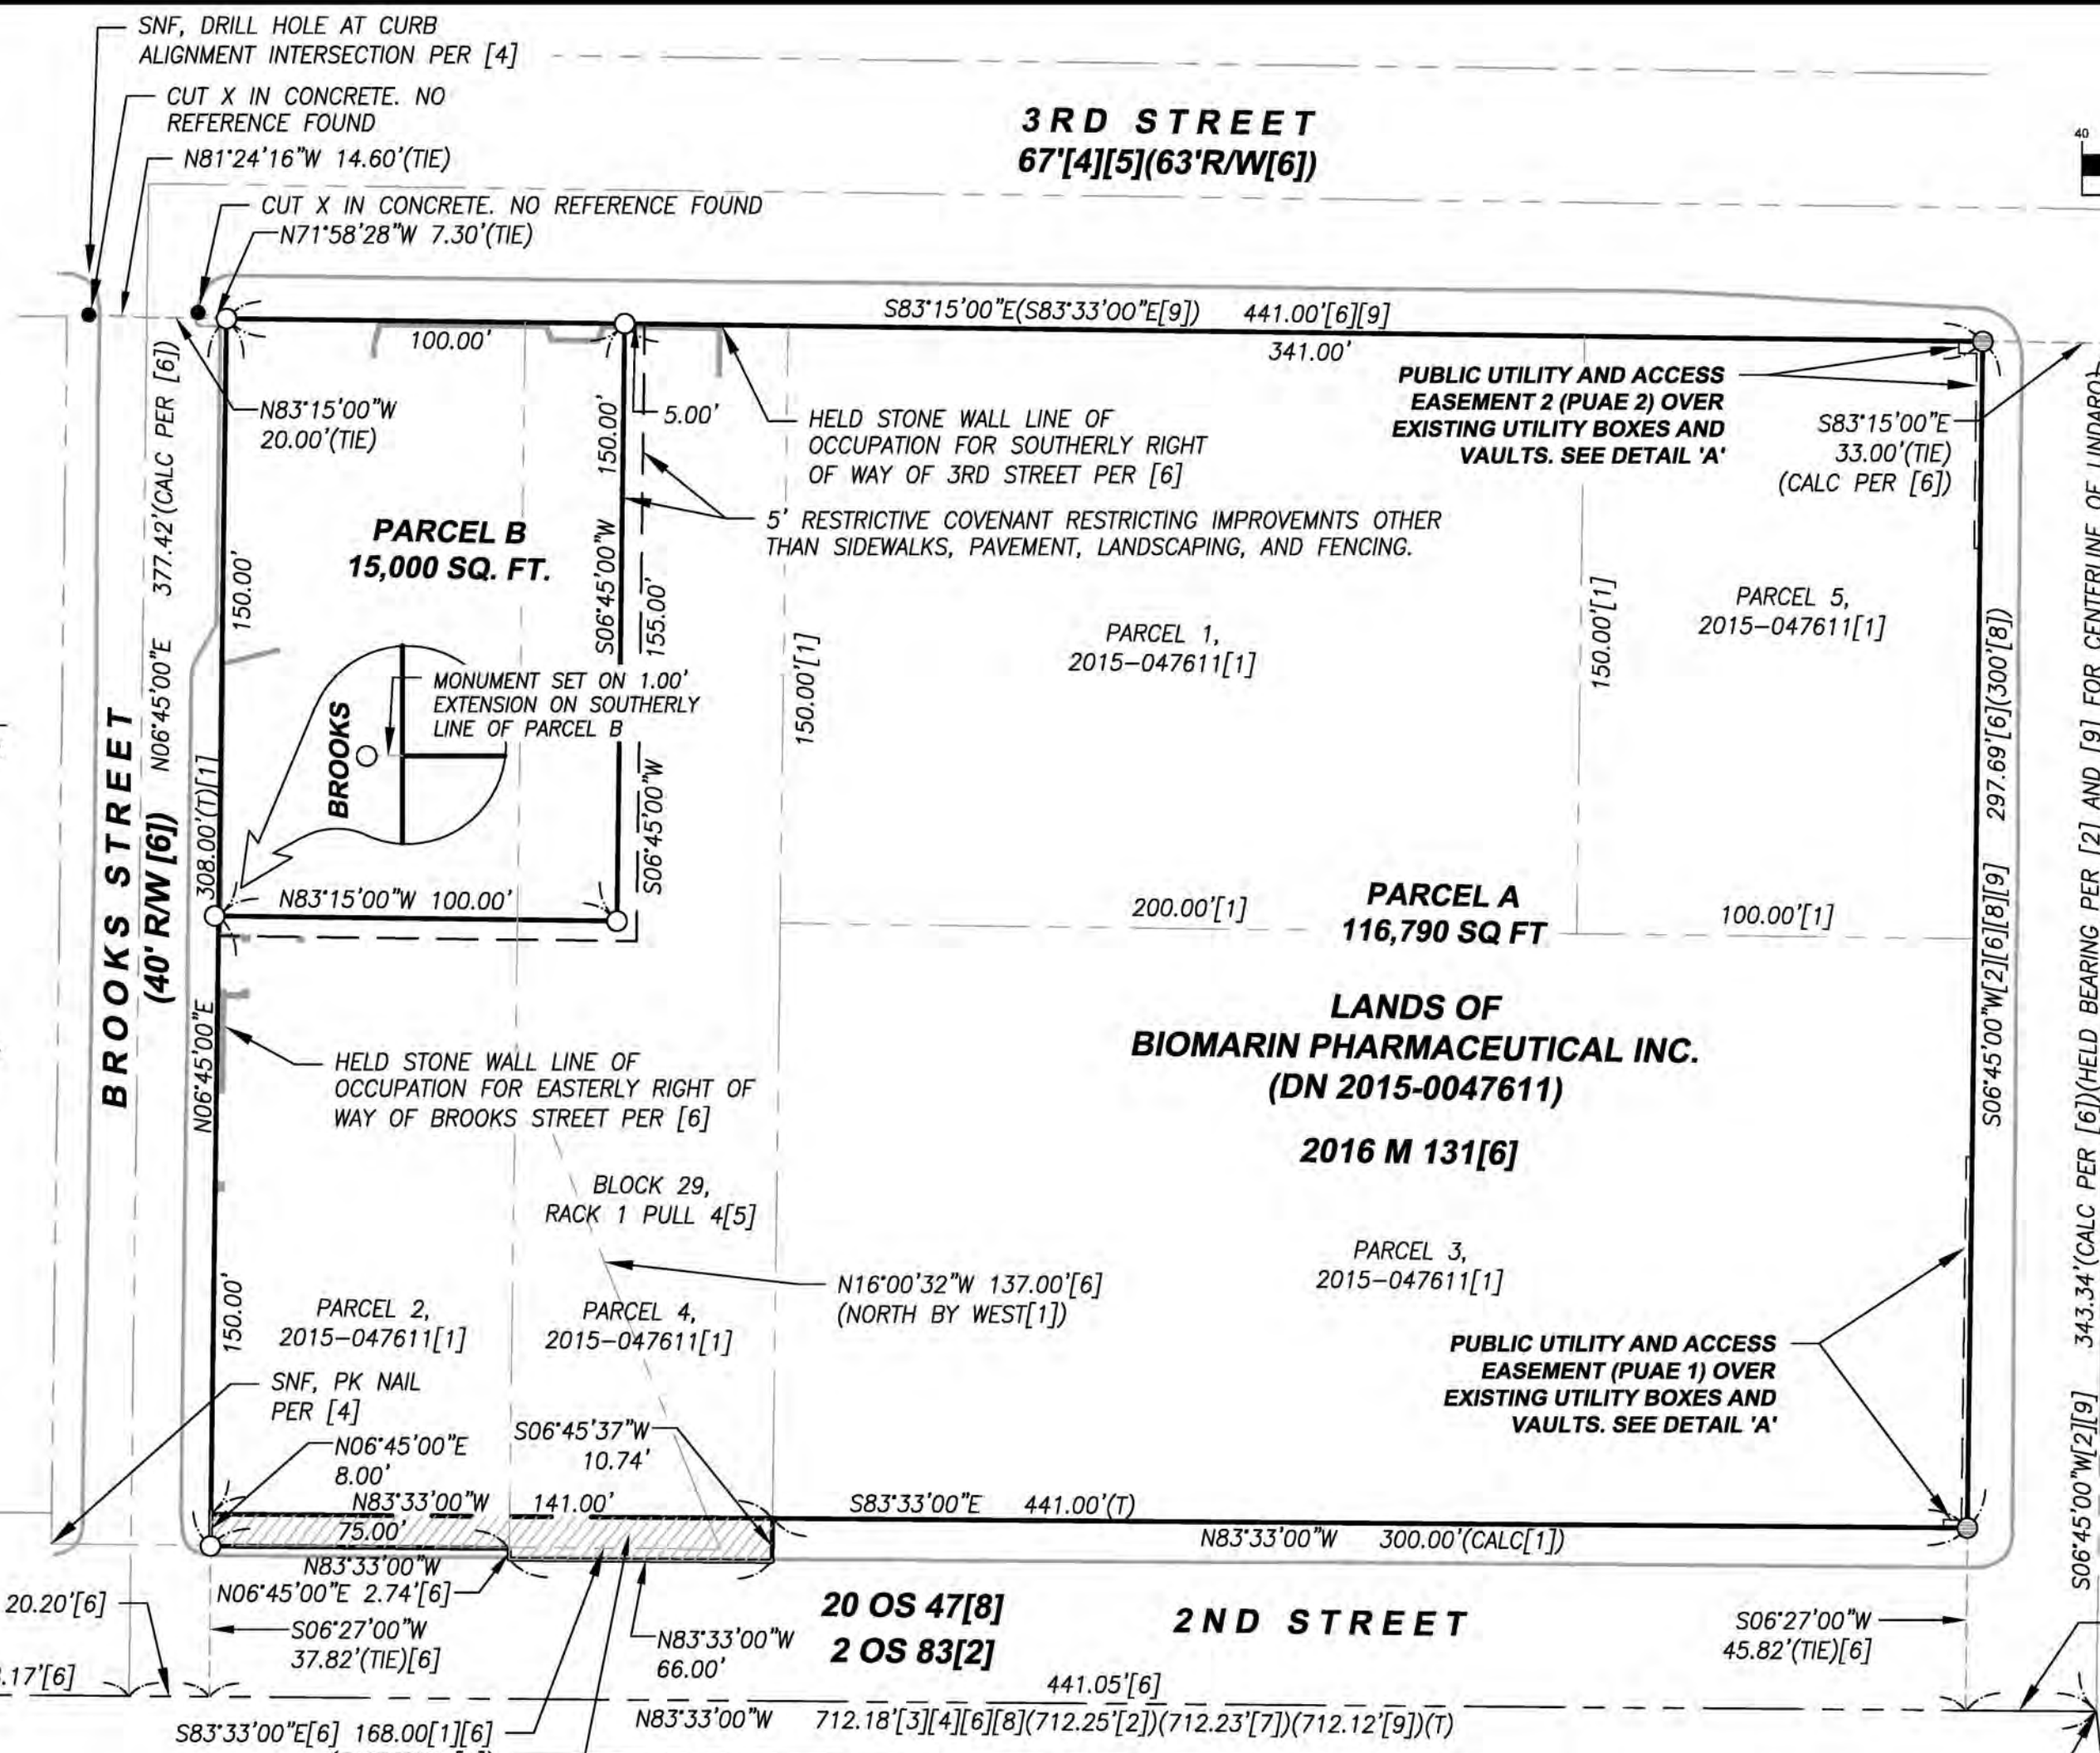 SNF, DRILL HOLE AT CURB
ALIGNMENT INTERSECTION PER [4]
CUT X IN CONCRETE. NO
REFERENCE FOUND
N81°24'16"W 14.60'(TIE)
CUT X IN CONCRETE. NO REFERENCE FOUND
N71°58'28"W 7.30'(TIE)
3RD STREET
67'[4][5](63'R/W[6])
40
S83°15'00"E(S83°33'00"E[9]) 441.00'[6][9]
100.00'
341.00'
N83°15'00"W
20.00'(TIE)
5.00'
HELD STONE WALL LINE OF
OCCUPATION FOR SOUTHERLY RIGHT
OF WAY OF 3RD STREET PER [6]
PUBLIC UTILITY AND ACCESS
EASEMENT 2 (PUAE 2) OVER
EXISTING UTILITY BOXES AND
VAULTS. SEE DETAIL 'A'
S83°15'00"E
33.00'(TIE)
(CALC PER [6])
5' RESTRICTIVE COVENANT RESTRICTING IMPROVEMNTS OTHER
THAN SIDEWALKS, PAVEMENT, LANDSCAPING, AND FENCING.
PARCEL B
15,000 SQ. FT.
150.00'
150.00'
S06°45'00"W
155.00'
S06°45'00"W
N06°45'00"E 377.42'(CALC PER [6])
BROOKS STREET
(40' R/W [6])
308.00'(T)[1]
N06°45'00"E
150.00'
MONUMENT SET ON 1.00'
EXTENSION ON SOUTHERLY
LINE OF PARCEL B
BROOKS
N83°15'00"W 100.00'
150.00'[1]
PARCEL 1,
2015-047611[1]
150.00'[1]
PARCEL 5,
2015-047611[1]
S06°45'00"W[2][6][8][9] 297.69'[6](300'[8])
S06°45'00"W[2][9] 343.34'(CALC PER [6])(HELD BEARING PER [2] AND [9] FOR CENTERLINE OF LINDARO)
200.00'[1]
PARCEL A
116,790 SQ FT
100.00'[1]
LANDS OF
BIOMARIN PHARMACEUTICAL INC.
(DN 2015-0047611)
2016 M 131[6]
HELD STONE WALL LINE OF
OCCUPATION FOR EASTERLY RIGHT OF
WAY OF BROOKS STREET PER [6]
BLOCK 29,
RACK 1 PULL 4[5]
N16°00'32"W 137.00'[6]
(NORTH BY WEST[1])
PARCEL 3,
2015-047611[1]
PARCEL 2,
2015-047611[1]
PARCEL 4,
2015-047611[1]
PUBLIC UTILITY AND ACCESS
EASEMENT (PUAE 1) OVER
EXISTING UTILITY BOXES AND
VAULTS. SEE DETAIL 'A'
SNF, PK NAIL
PER [4]
N06°45'00"E
8.00'
S06°45'37"W
10.74'
N83°33'00"W 141.00'
75.00'
N83°33'00"W
N06°45'00"E 2.74'[6]
S83°33'00"E 441.00'(T)
N83°33'00"W 300.00'(CALC[1])
20.20'[6]
S06°27'00"W
37.82'(TIE)[6]
N83°33'00"W
66.00'
20 OS 47[8]
2 OS 83[2]
2ND STREET
S06°27'00"W
45.82'(TIE)[6]
.17'[6]
441.05'[6]
N83°33'00"W 712.18'[3][4][6][8](712.25'[2])(712.23'[7])(712.12'[9])(T)
S83°33'00"E[6] 168.00[1][6]